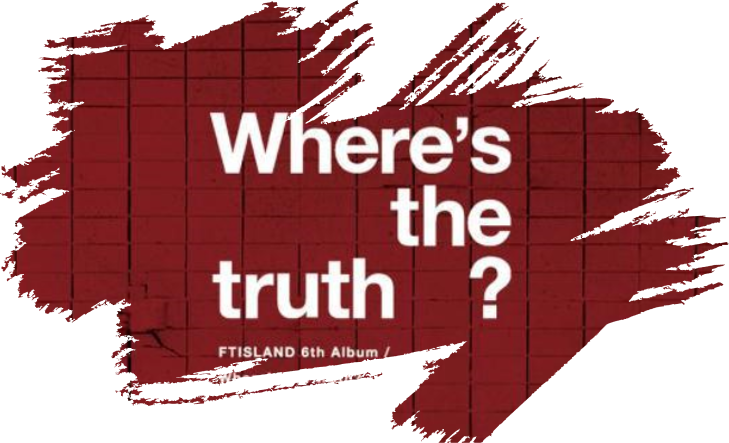 Where's
the
truth ?
FTISLAND 6th Album /